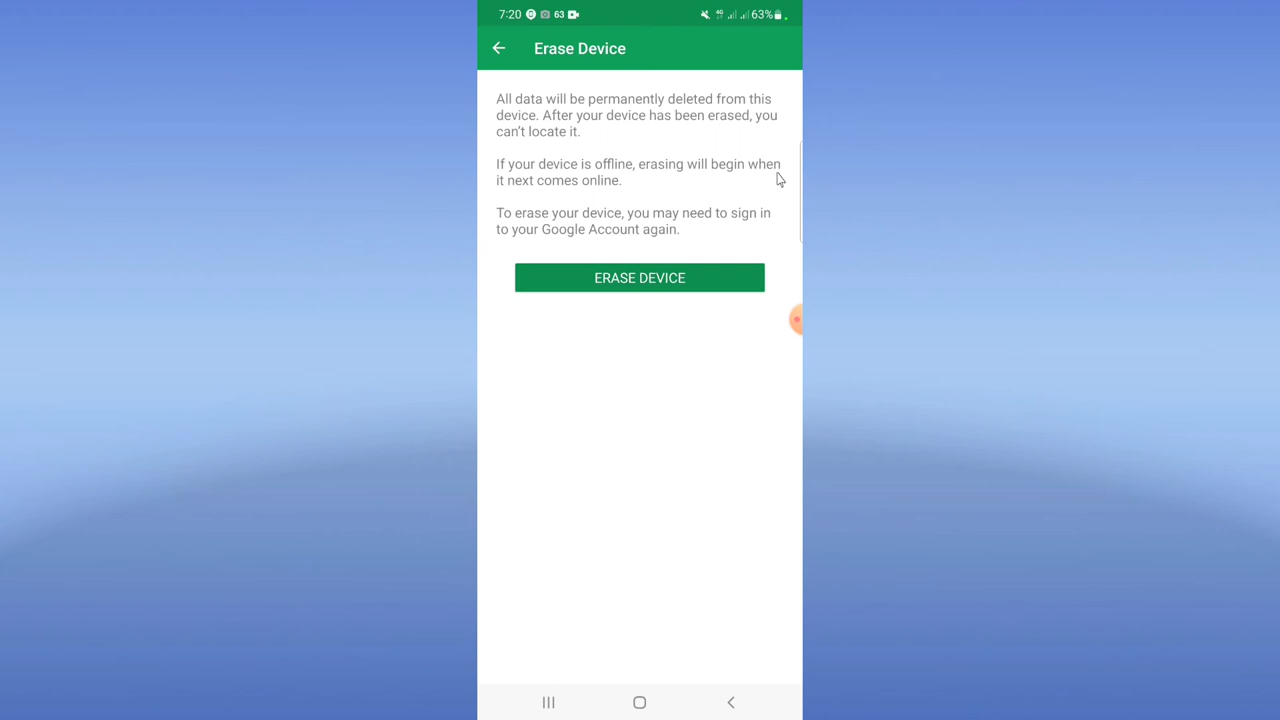 7:20 63 4G 63%
Erase Device
All data will be permanently deleted from this
device. After your device has been erased, you
can't locate it.
If your device is offline, erasing will begin when
it next comes online.
To erase your device, you may need to sign in
to your Google Account again.
ERASE DEVICE